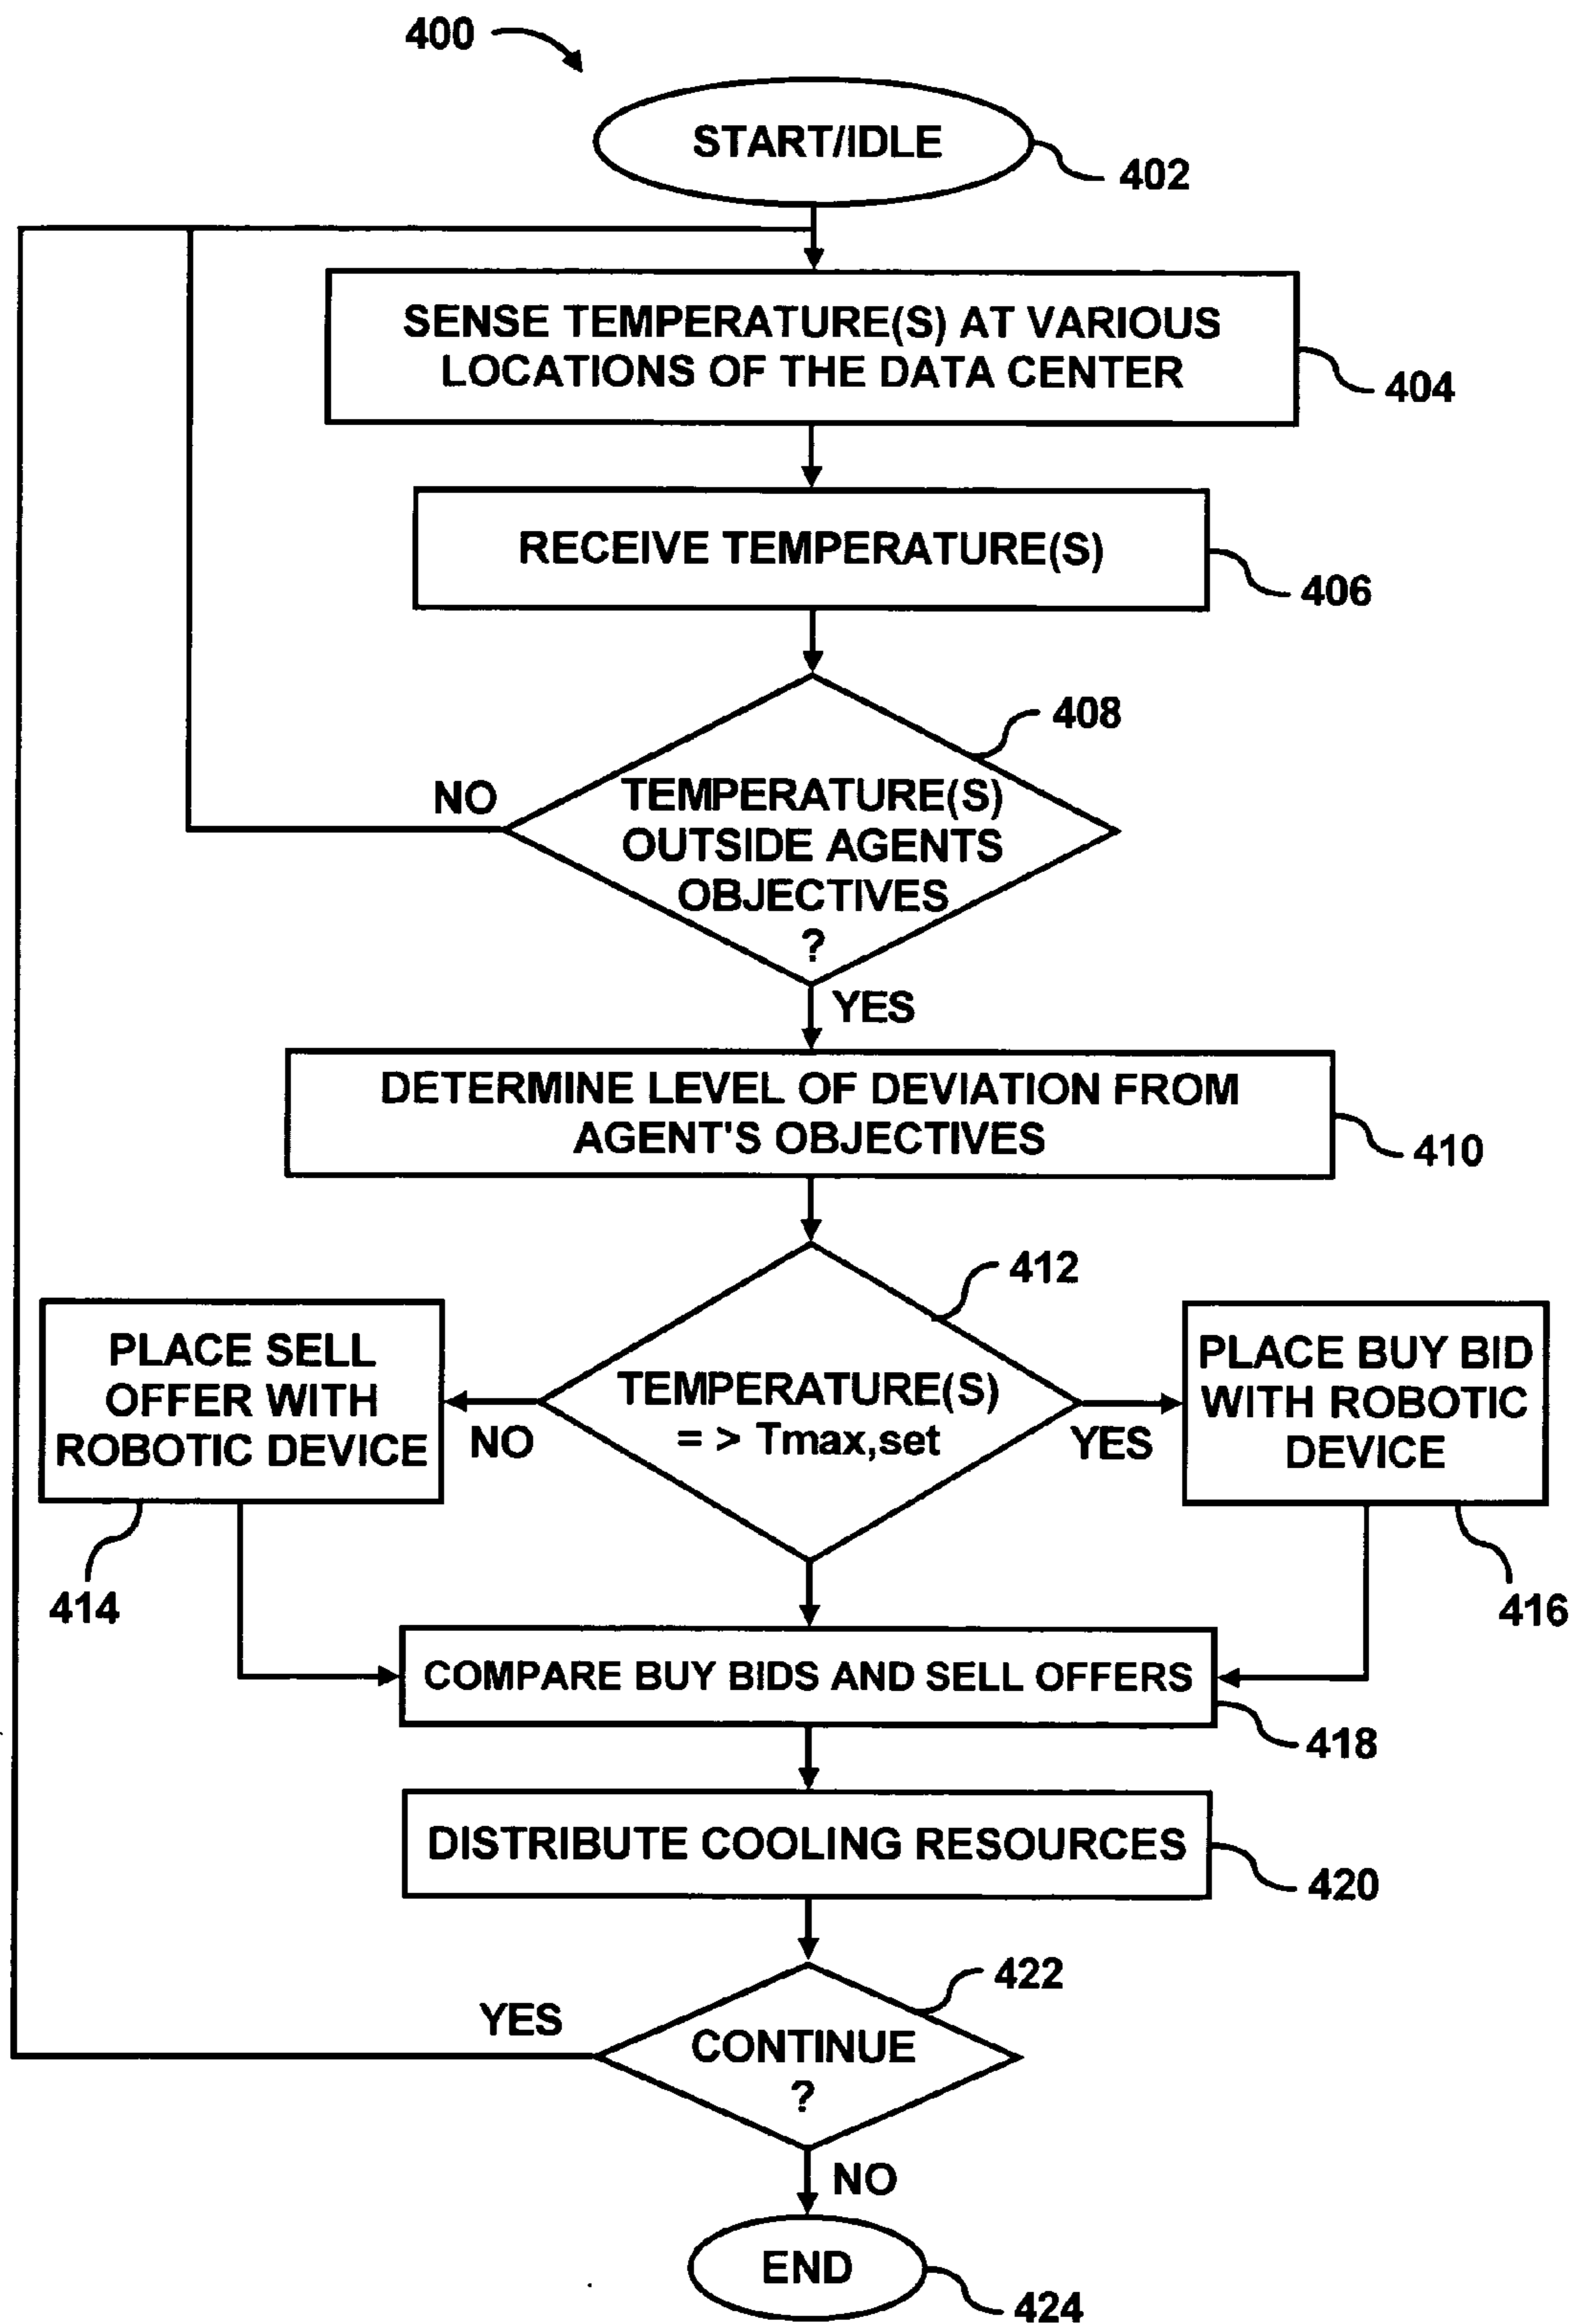 400
START/IDLE
402
SENSE TEMPERATURE(S) AT VARIOUS
LOCATIONS OF THE DATA CENTER
404
RECEIVE TEMPERATURE(S)
406
408
NO
TEMPERATURE(S)
OUTSIDE AGENTS
OBJECTIVES
?
YES
DETERMINE LEVEL OF DEVIATION FROM
AGENT'S OBJECTIVES
410
412
PLACE SELL
OFFER WITH
ROBOTIC DEVICE
NO
TEMPERATURE(S)
= > Tmax,set
YES
PLACE BUY BID
WITH ROBOTIC
DEVICE
414
416
COMPARE BUY BIDS AND SELL OFFERS
418
DISTRIBUTE COOLING RESOURCES
420
422
YES
CONTINUE
?
NO
END
424